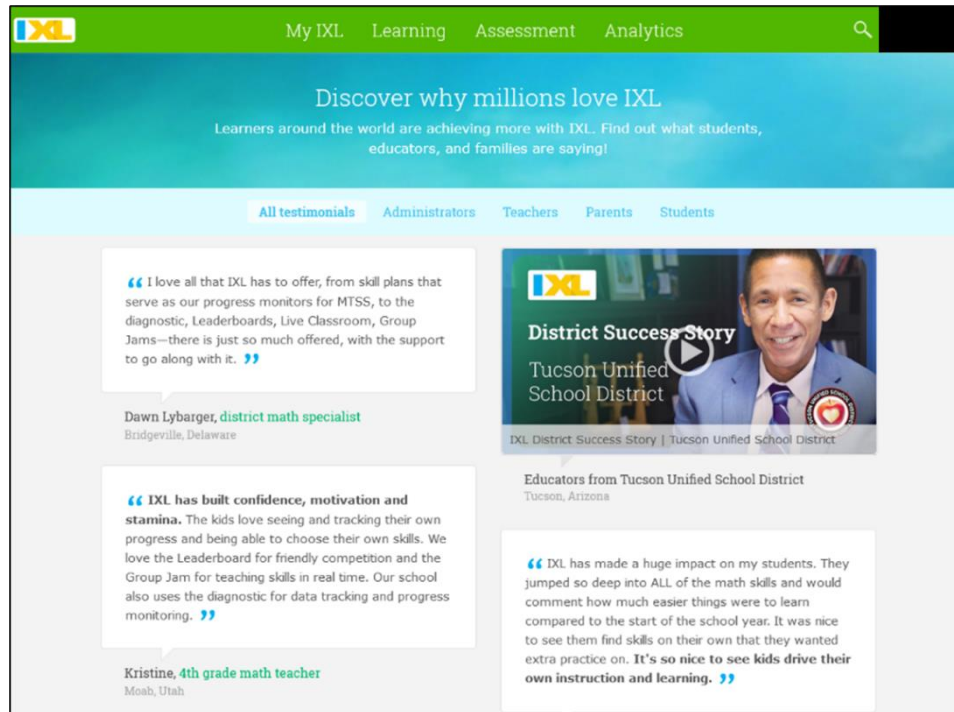 IXL
My IXL Learning Assessment Analytics
Discover why millions love IXL
Learners around the world are achieving more with IXL. Find out what students,
educators, and families are saying!
All testimonials Administrators Teachers Parents Students
“ I love all that IXL has to offer, from skill plans that
serve as our progress monitors for MTSS, to the
diagnostic, Leaderboards, Live Classroom, Group
Jams—there is just so much offered, with the support
to go along with it. ”
Dawn Lybarger, district math specialist
Bridgeville, Delaware
“ IXL has built confidence, motivation and
stamina. The kids love seeing and tracking their own
progress and being able to choose their own skills. We
love the Leaderboard for friendly competition and the
Group Jam for teaching skills in real time. Our school
also uses the diagnostic for data tracking and progress
monitoring. ”
Kristine, 4th grade math teacher
Moab, Utah
IXL
District Success Story
Tucson Unified
School District
IXL District Success Story | Tucson Unified School District
Educators from Tucson Unified School District
Tucson, Arizona
“ IXL has made a huge impact on my students. They
jumped so deep into ALL of the math skills and would
comment how much easier things were to learn
compared to the start of the school year. It was nice
to see them find skills on their own that they wanted
extra practice on. It's so nice to see kids drive their
own instruction and learning. ”